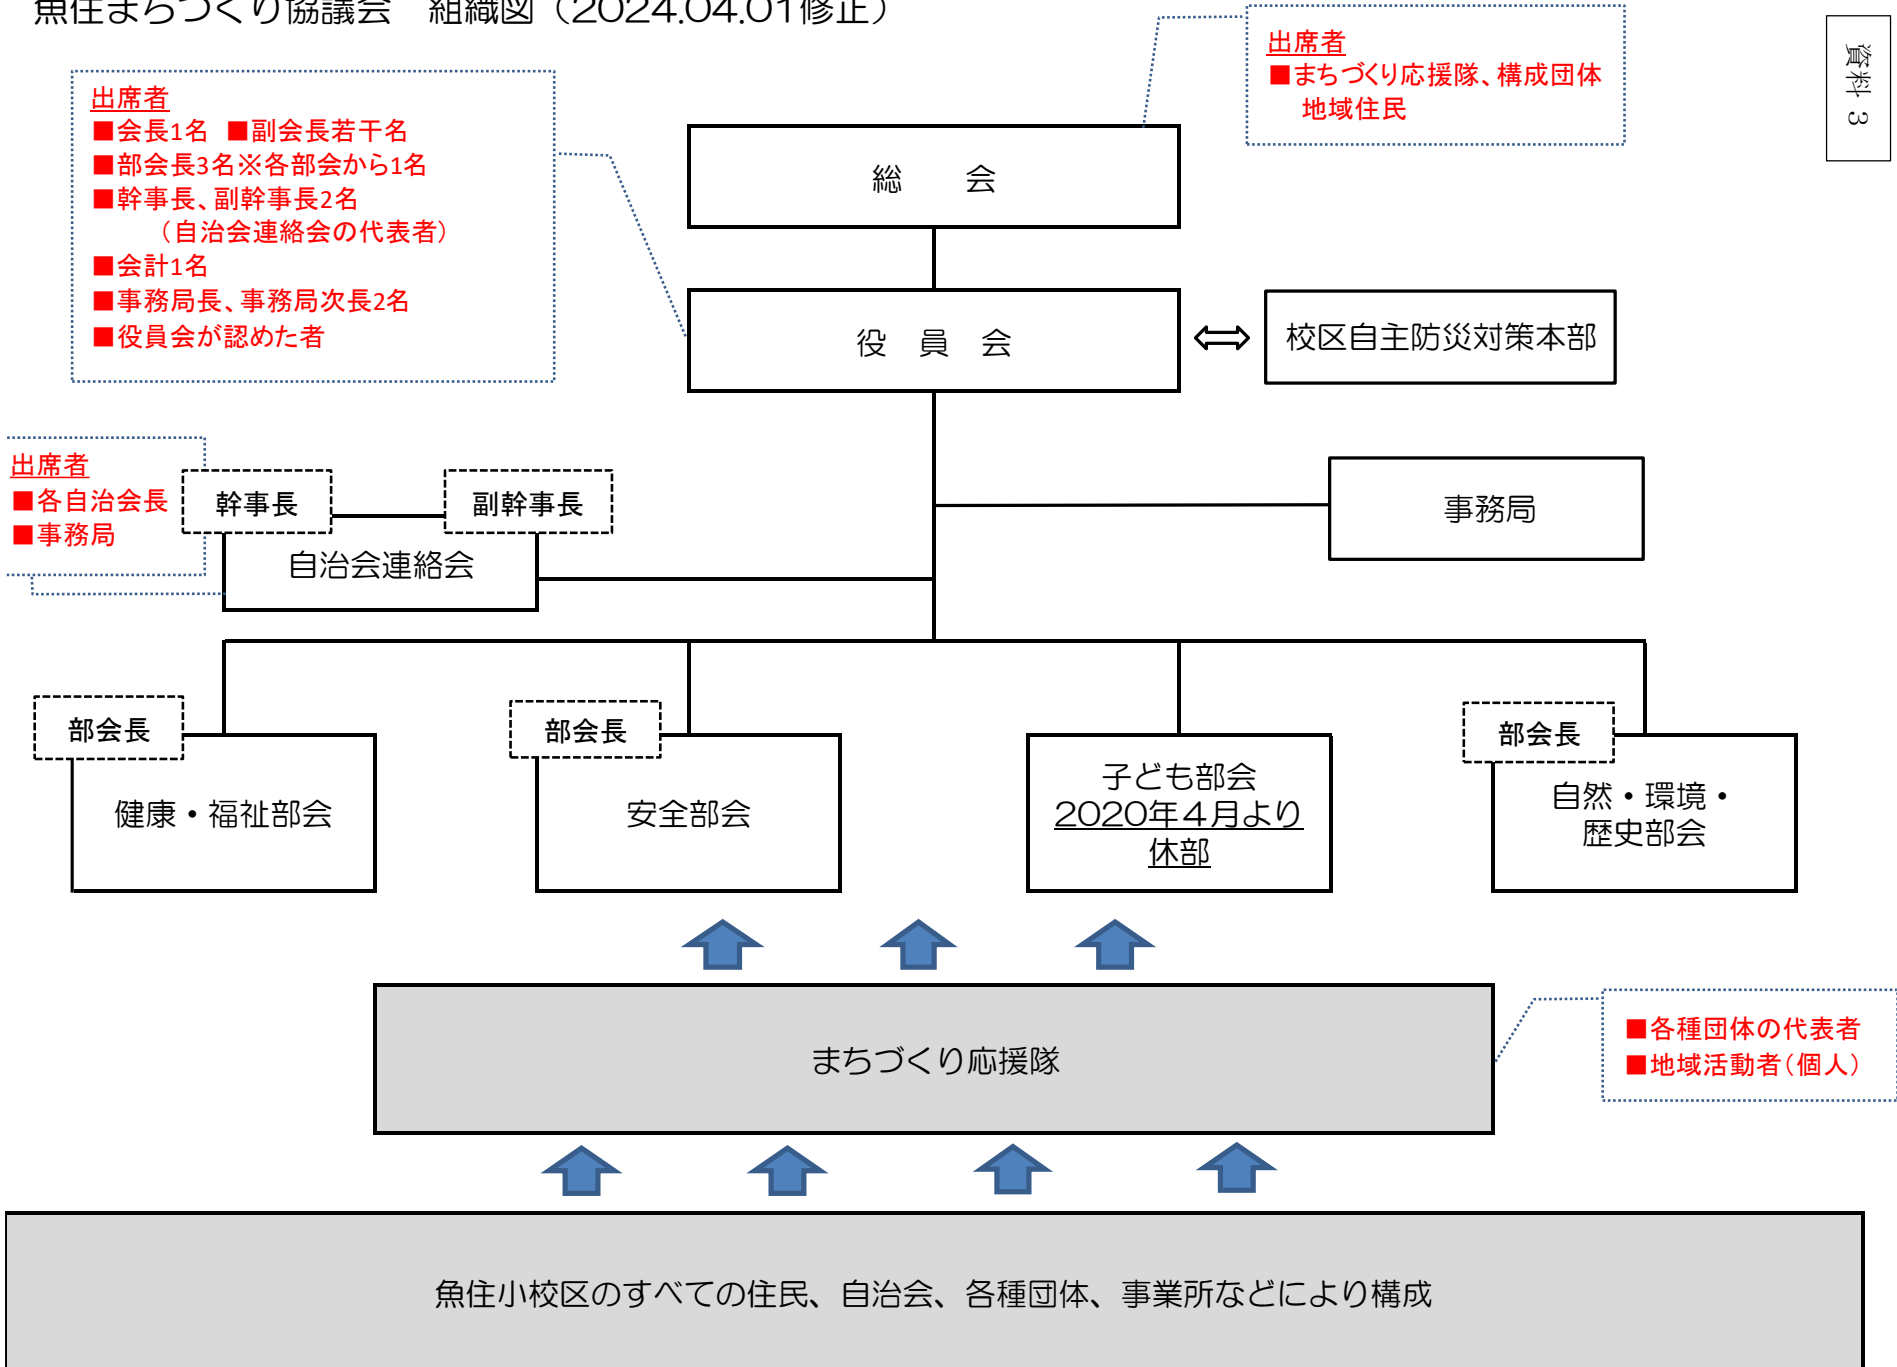 魚住まちづくり協議会　組織図（2024.04.01修正）
資料 3
出席者
■まちづくり応援隊、構成団体
地域住民
出席者
■会長1名　■副会長若干名
■部会長3名※各部会から1名
■幹事長、副幹事長2名
（自治会連絡会の代表者）
■会計1名
■事務局長、事務局次長2名
■役員会が認めた者
総　　会
役　員　会
校区自主防災対策本部
出席者
■各自治会長
■事務局
幹事長
副幹事長
自治会連絡会
事務局
部会長
健康・福祉部会
部会長
安全部会
子ども部会
2020年４月より
休部
部会長
自然・環境・
歴史部会
まちづくり応援隊
■各種団体の代表者
■地域活動者（個人）
魚住小校区のすべての住民、自治会、各種団体、事業所などにより構成